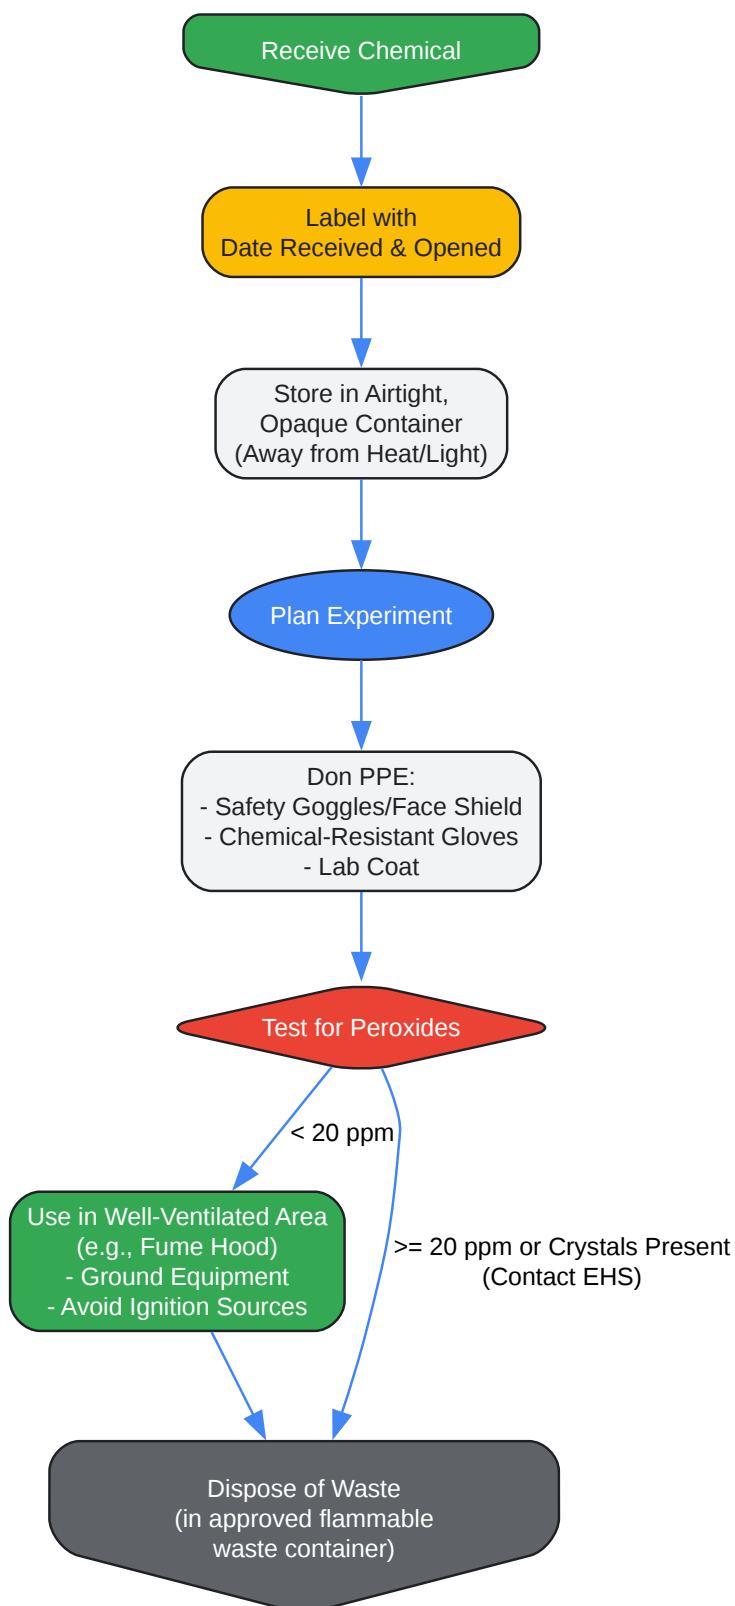 Receive Chemical
Label with
Date Received & Opened
Store in Airtight,
Opaque Container
(Away from Heat/Light)
Plan Experiment
Don PPE:
- Safety Goggles/Face Shield
- Chemical-Resistant Gloves
- Lab Coat
Test for Peroxides
< 20 ppm
Use in Well-Ventilated Area
(e.g., Fume Hood)
- Ground Equipment
- Avoid Ignition Sources
>= 20 ppm or Crystals Present
(Contact EHS)
Dispose of Waste
(in approved flammable
waste container)